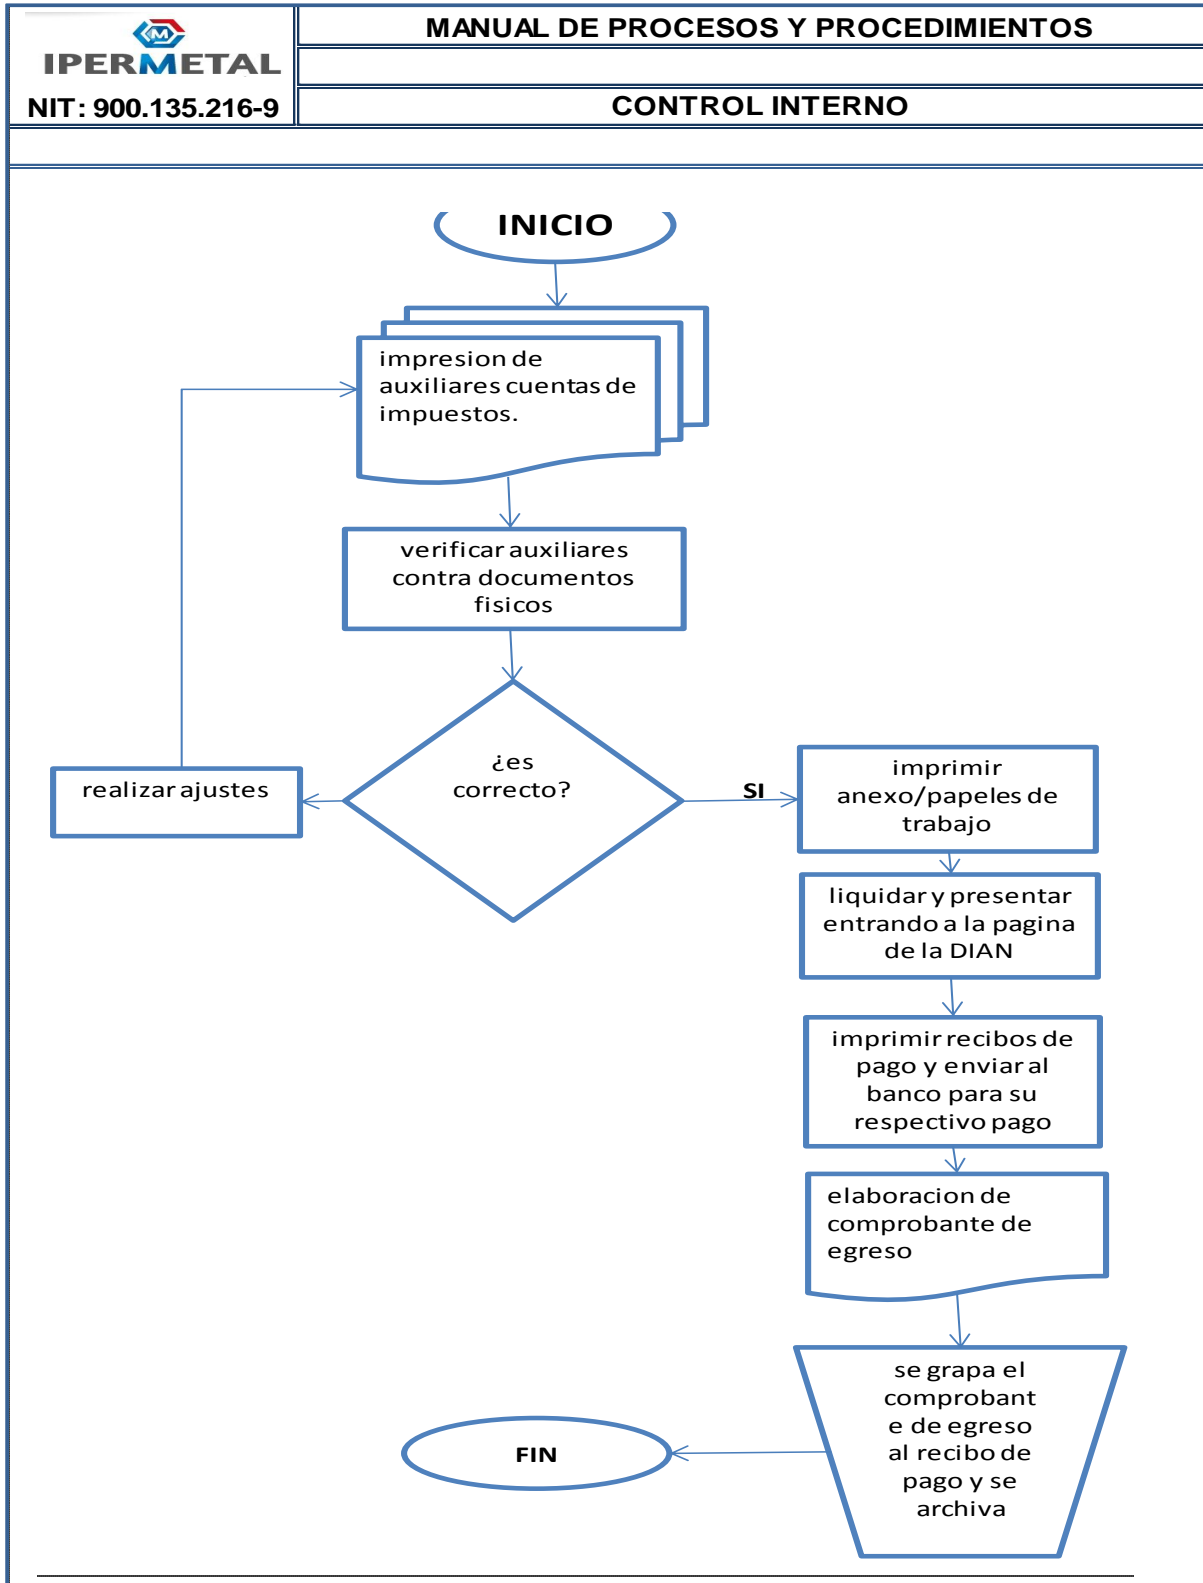 IPERMETAL
NIT: 900.135.216-9
MANUAL DE PROCESOS Y PROCEDIMIENTOS
CONTROL INTERNO
INICIO
impresion de
auxiliares cuentas de
impuestos.
verificar auxiliares
contra documentos
fisicos
¿es
correcto?
realizar ajustes
SI
imprimir
anexo/papeles de
trabajo
liquidar y presentar
entrando a la pagina
de la DIAN
imprimir recibos de
pago y enviar al
banco para su
respectivo pago
elaboracion de
comprobante de
egreso
se grapa el
comprobant
e de egreso
al recibo de
pago y se
archiva
FIN